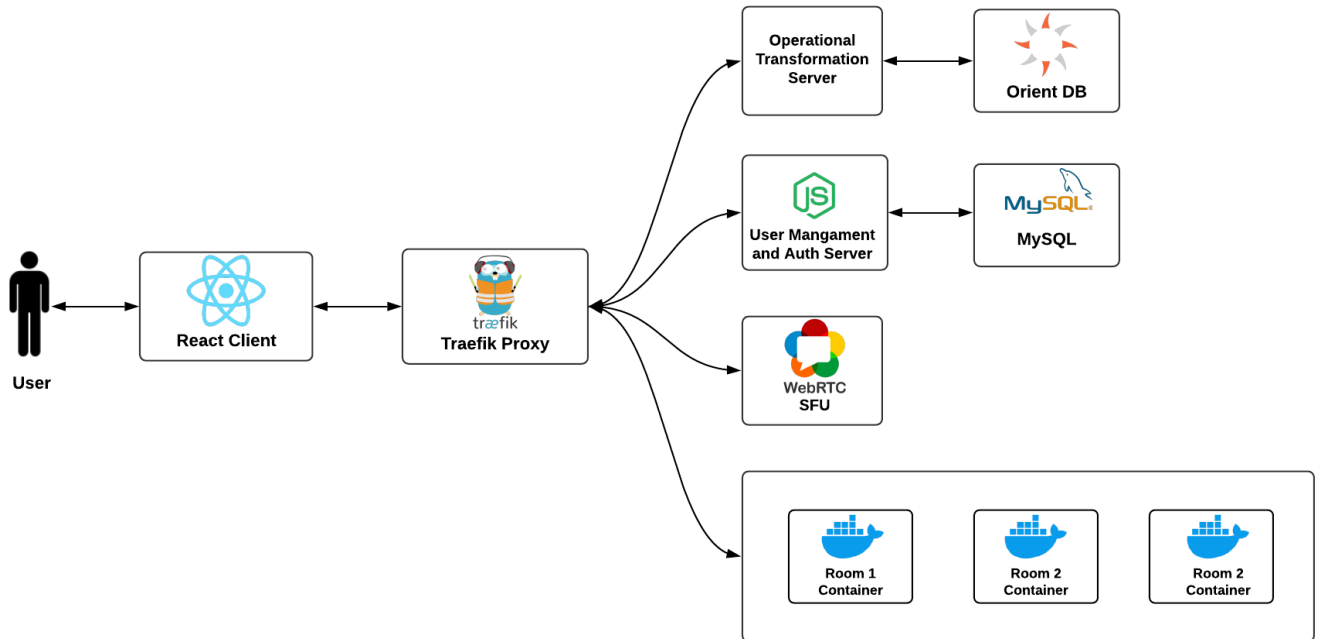 Operational
Transformation
Server
Orient DB
JS
User Mangament
and Auth Server
MySQL
MySQL
User
React Client
træfik
Traefik Proxy
WebRTC
SFU
Room 1
Container
Room 2
Container
Room 2
Container